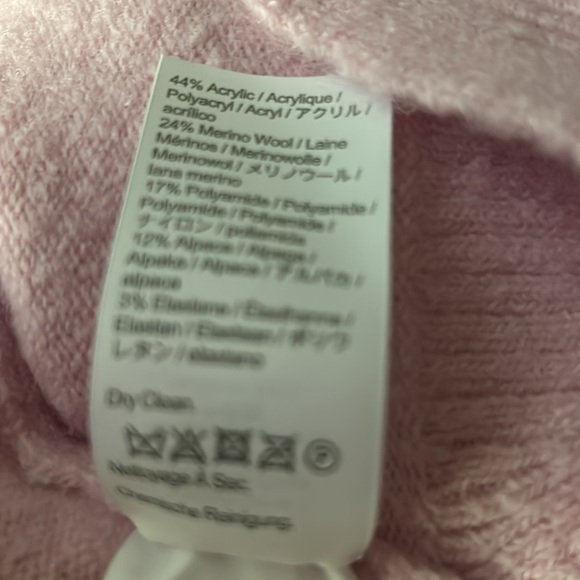 44% Acrylic / Acrylique /
Polyacryl / Acryl / アクリル /
acrílico
24% Merino Wool / Laine
Mérinos / Merinowolle /
Merinowol / メリノウール /
lana merino
17% Polyamide / Polyamide /
Polyamide / Polyamide /
ナイロン / poliamida
12% Alpaca / Alpaga /
Alpaka / Alpaca / アルパカ /
alpaca
3% Elastane / Élasthanne /
Elastan / Elastaan / ポリウ
レタン / elastano
Dry Clean
P
Nettoyage À Sec
Chemische Reinigung